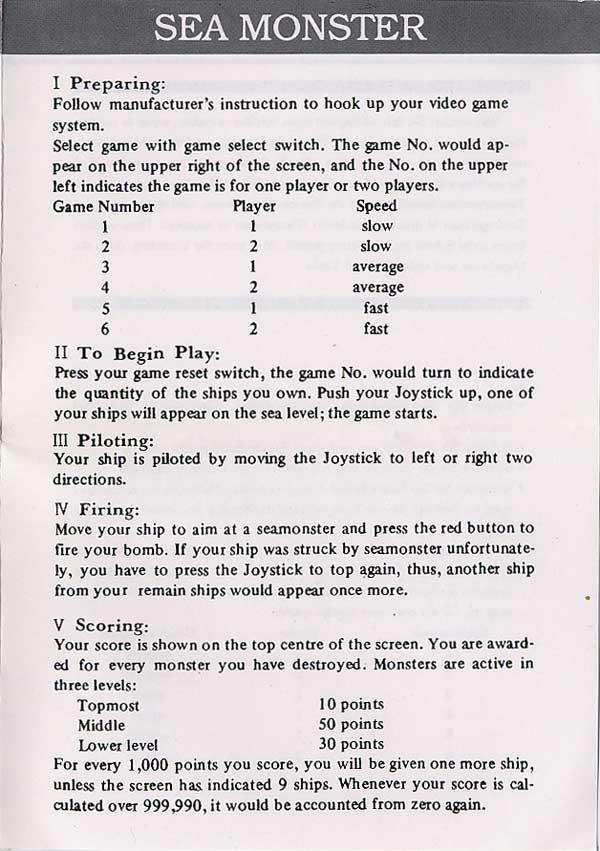 SEA MONSTER
I Preparing:
Follow manufacturer's instruction to hook up your video game
system.
Select game with game select switch. The game No. would ap-
pear on the upper right of the screen, and the No. on the upper
left indicates the game is for one player or two players.
Game Number Player Speed
1 1 slow
2 2 slow
3 1 average
4 2 average
5 1 fast
6 2 fast
II To Begin Play:
Press your game reset switch, the game No. would turn to indicate
the quantity of the ships you own. Push your Joystick up, one of
your ships will appear on the sea level; the game starts.
III Piloting:
Your ship is piloted by moving the Joystick to left or right two
directions.
IV Firing:
Move your ship to aim at a seamonster and press the red button to
fire your bomb. If your ship was struck by seamonster unfortunate-
ly, you have to press the Joystick to top again, thus, another ship
from your remain ships would appear once more.
V Scoring:
Your score is shown on the top centre of the screen. You are award-
ed for every monster you have destroyed. Monsters are active in
three levels:
Topmost 10 points
Middle 50 points
Lower level 30 points
For every 1,000 points you score, you will be given one more ship,
unless the screen has indicated 9 ships. Whenever your score is cal-
culated over 999,990, it would be accounted from zero again.